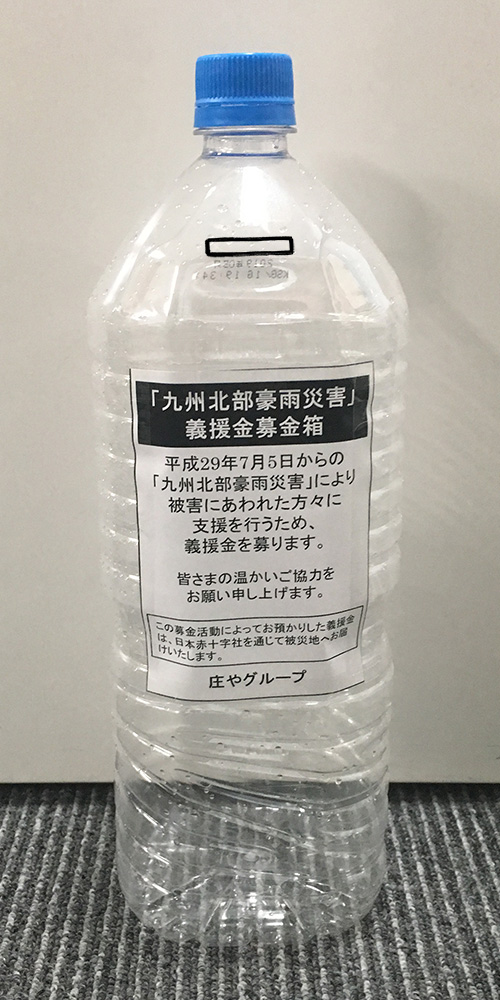 「九州北部豪雨災害」
義援金募金箱
平成29年7月5日からの
「九州北部豪雨災害」により
被害にあわれた方々に
支援を行うため、
義援金を募ります。
皆さまの温かいご協力を
お願い申し上げます。
この募金活動によってお預かりした義援金
は、日本赤十字社を通じて被災地へお届
けいたします。
庄やグループ